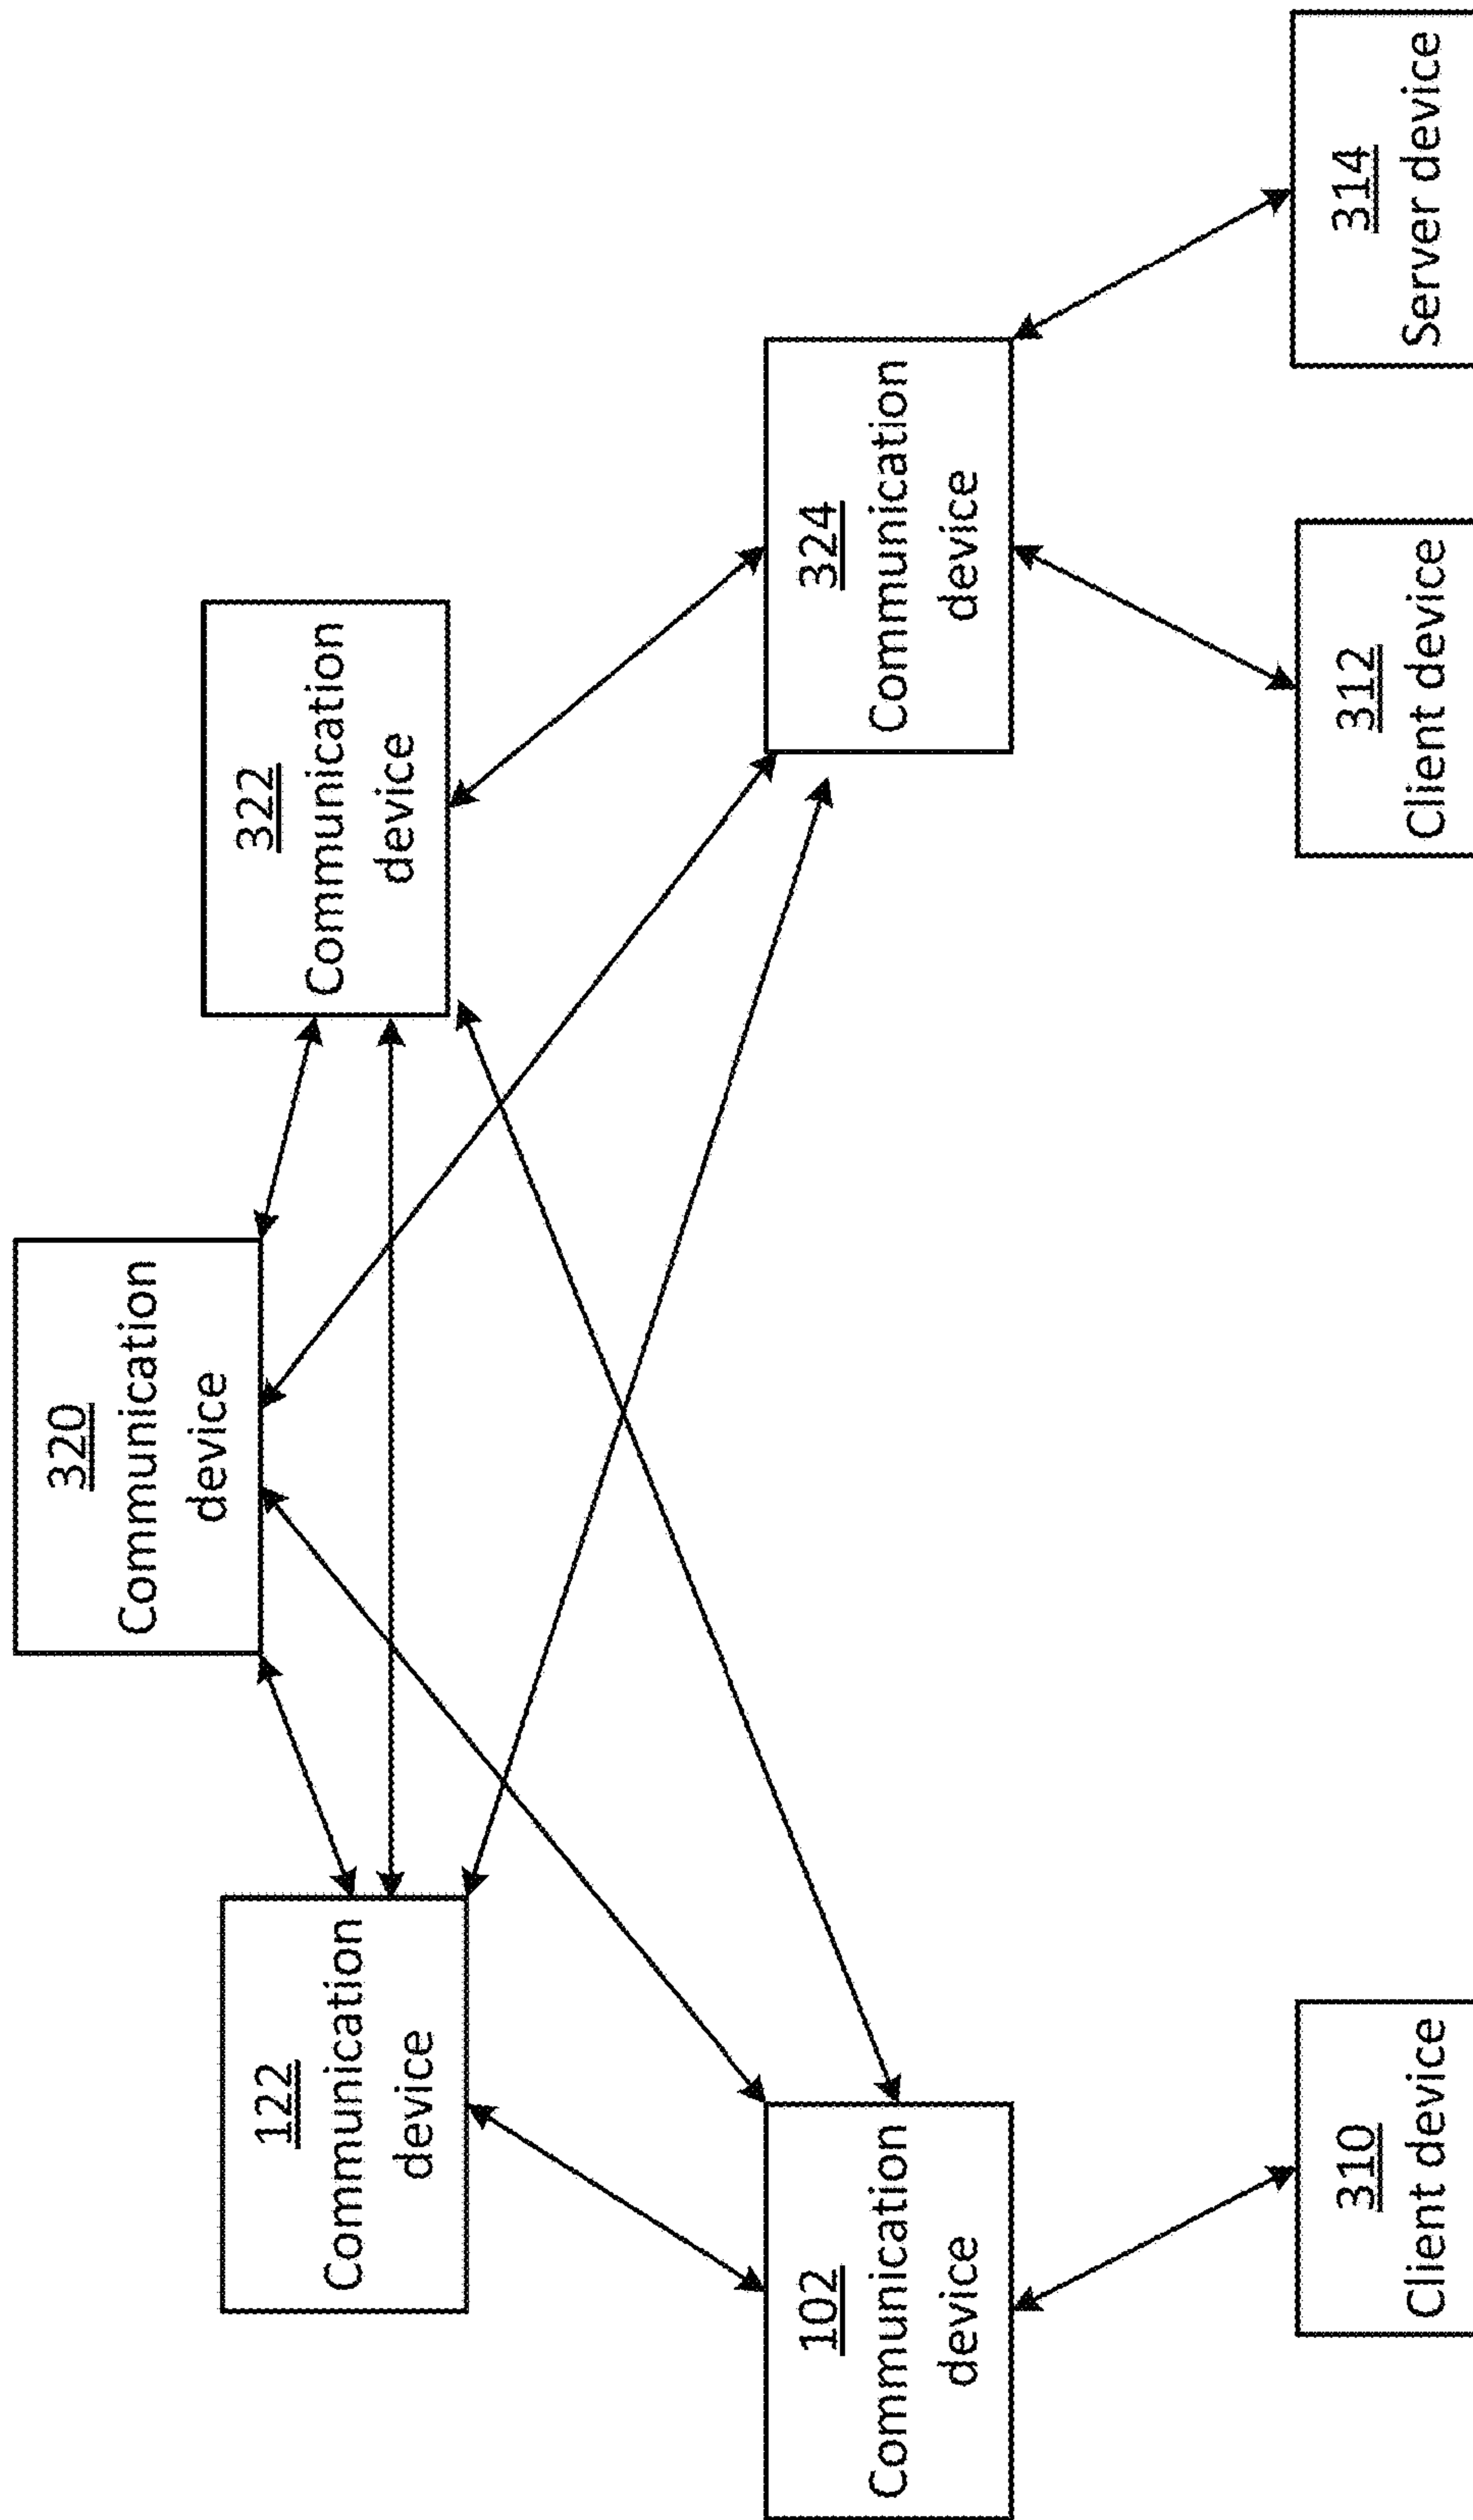 320
Communication
device
122
Communication
device
322
Communication
device
102
Communication
device
324
Communication
device
310
Client device
312
Client device
314
Server device